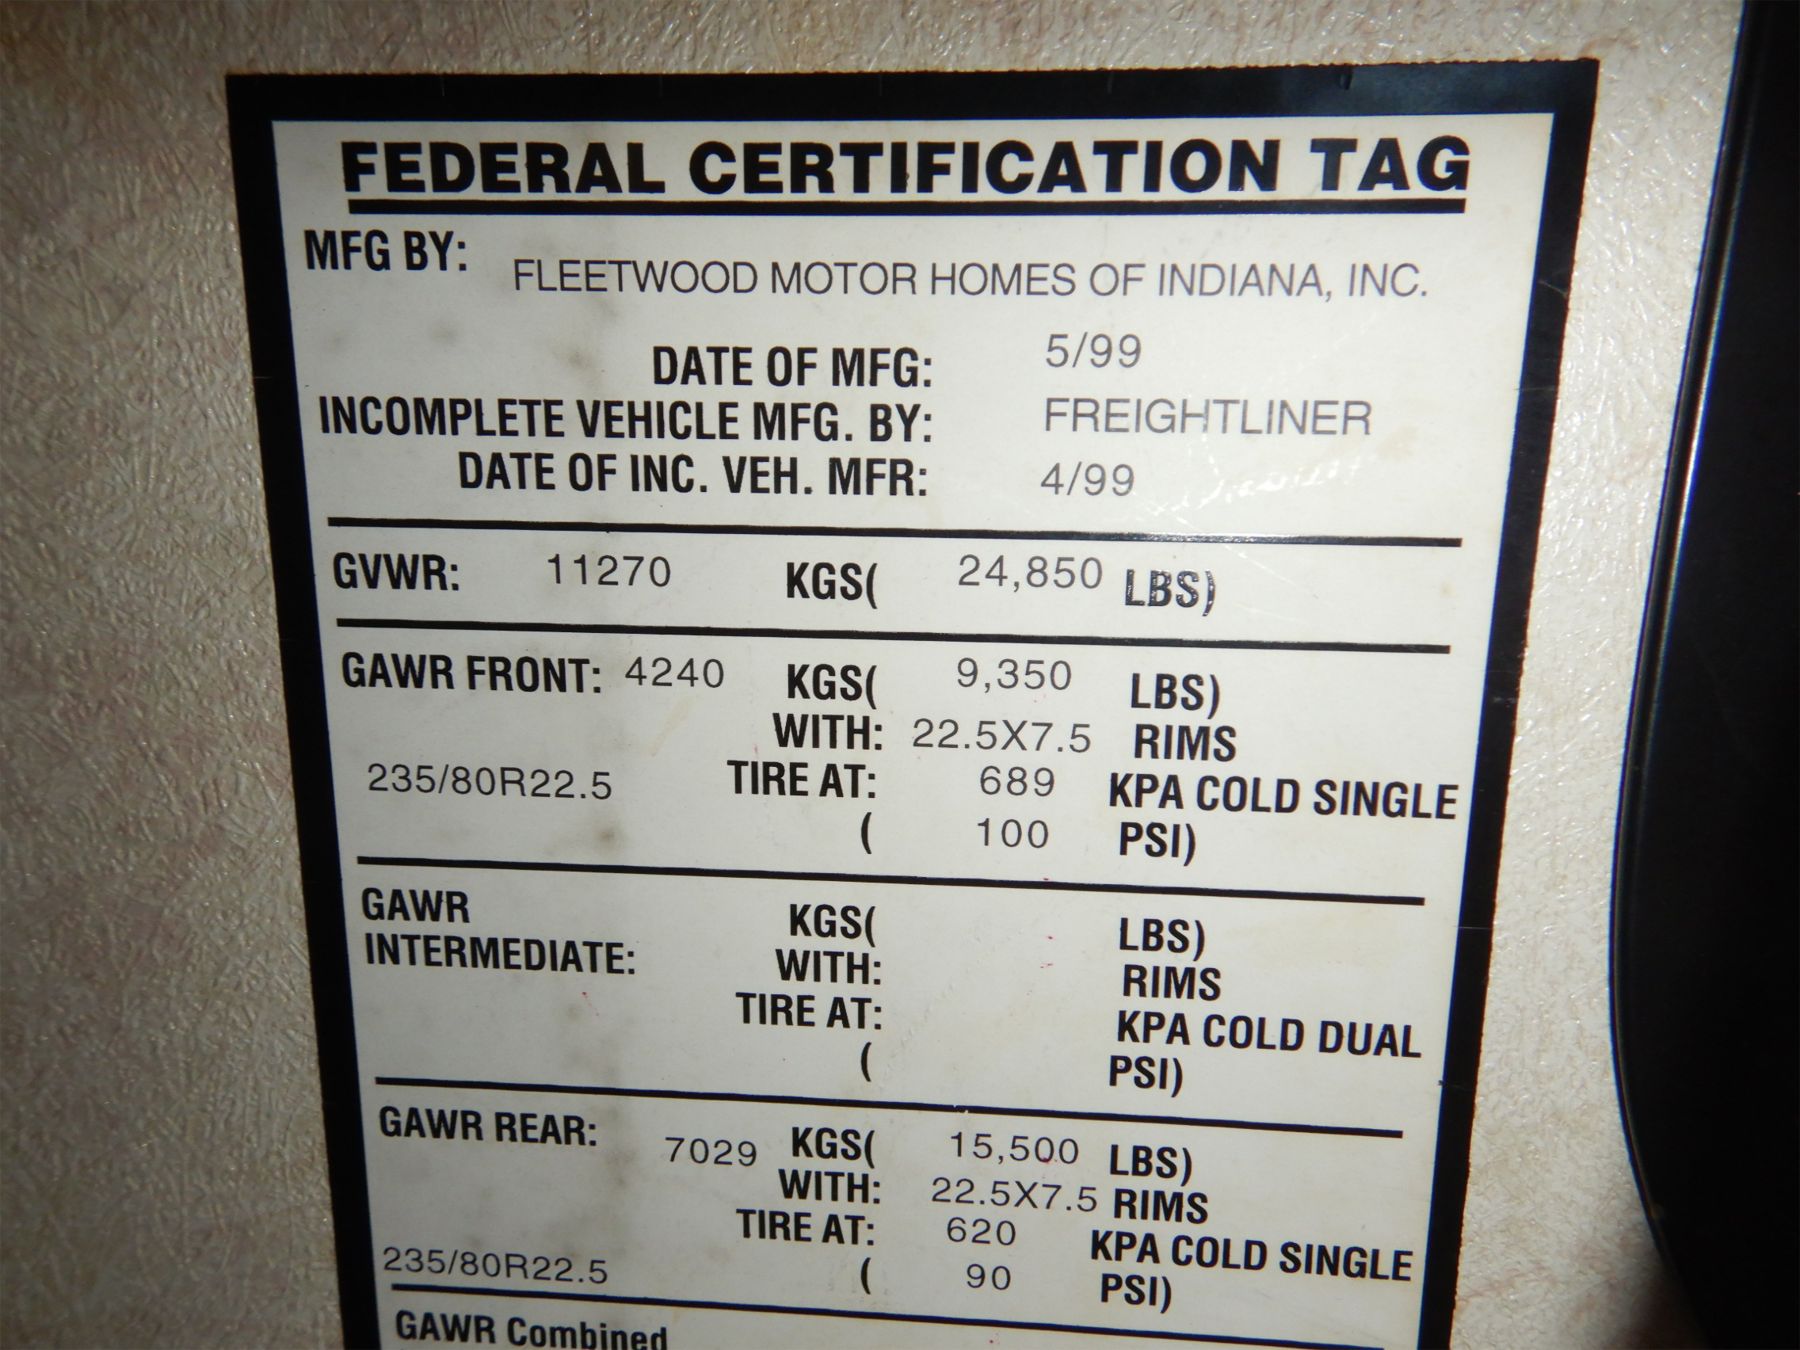 FEDERAL CERTIFICATION TAG
MFG BY: FLEETWOOD MOTOR HOMES OF INDIANA, INC.
DATE OF MFG: 5/99
INCOMPLETE VEHICLE MFG. BY: FREIGHTLINER
DATE OF INC. VEH. MFR: 4/99
GVWR: 11270 KGS( 24,850 LBS)
GAWR FRONT: 4240 KGS( 9,350 LBS)
WITH: 22.5X7.5 RIMS
235/80R22.5 TIRE AT: 689 KPA COLD SINGLE
( 100 PSI)
GAWR KGS( LBS)
INTERMEDIATE: WITH: RIMS
TIRE AT: KPA COLD DUAL
( PSI)
GAWR REAR: 7029 KGS( 15,500 LBS)
WITH: 22.5X7.5 RIMS
TIRE AT: 620 KPA COLD SINGLE
235/80R22.5 ( 90 PSI)
GAWR Combined